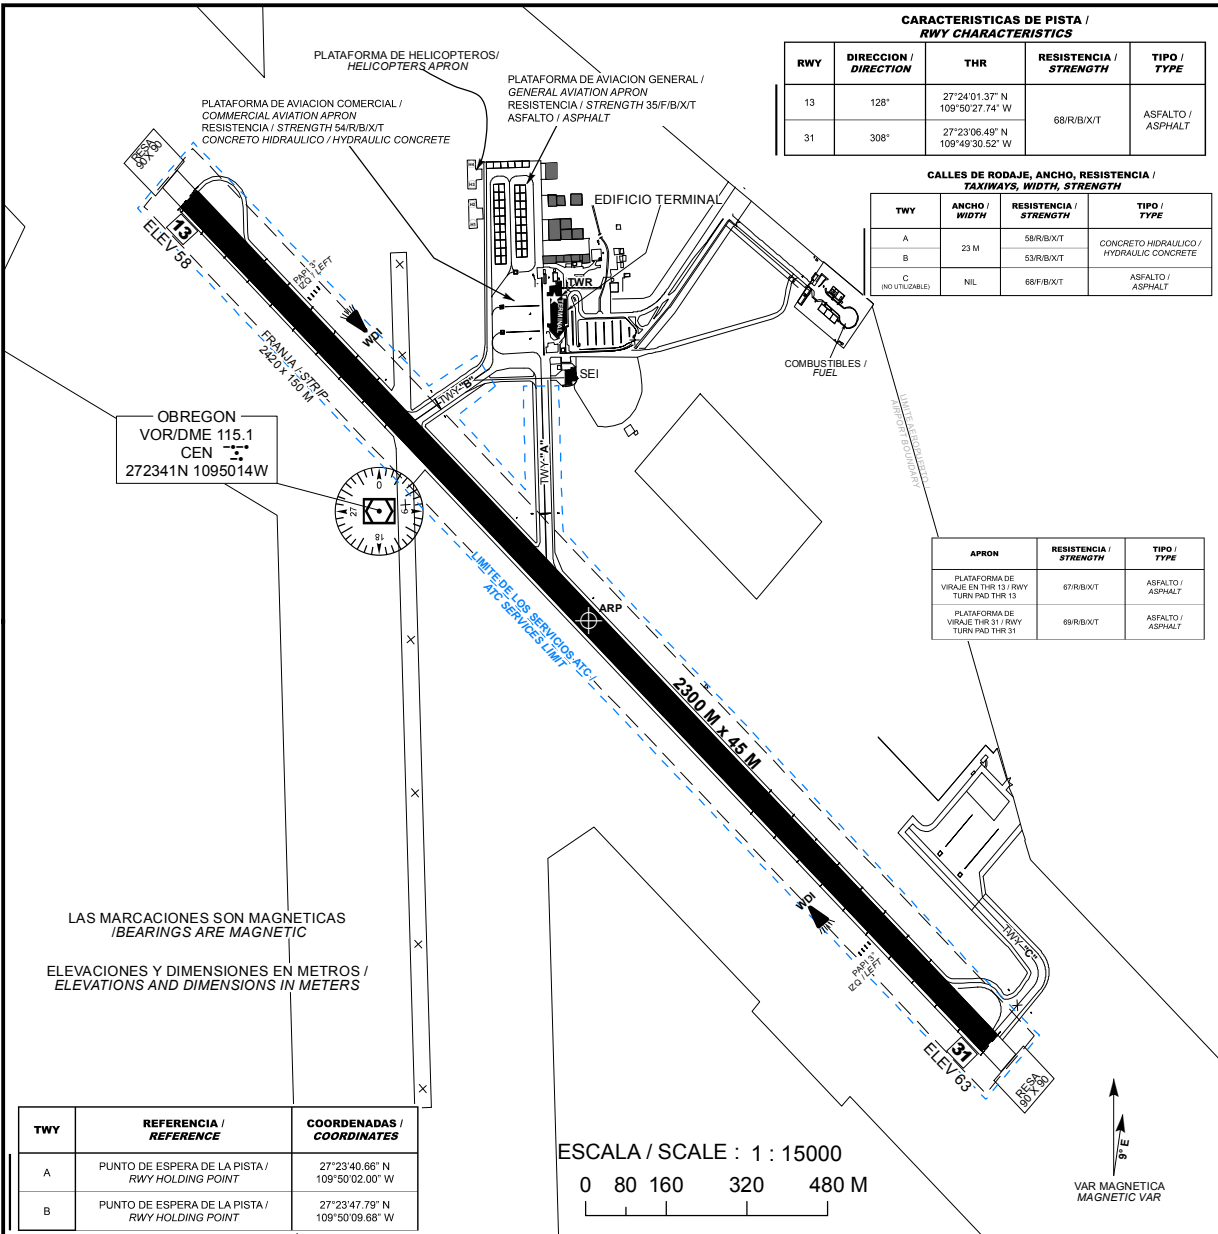 CARACTERISTICAS DE PISTA /
RWY CHARACTERISTICS
RWY
DIRECCION /
DIRECTION
THR
RESISTENCIA /
STRENGTH
TIPO /
TYPE
13
128°
27°24'01.37" N
109°50'27.74" W
68/R/B/X/T
ASFALTO /
ASPHALT
31
308°
27°23'06.49" N
109°49'30.52" W
PLATAFORMA DE HELICOPTEROS/
HELICOPTERS APRON
PLATAFORMA DE AVIACION GENERAL /
GENERAL AVIATION APRON
RESISTENCIA / STRENGTH 35/F/B/X/T
ASFALTO / ASPHALT
PLATAFORMA DE AVIACION COMERCIAL /
COMMERCIAL AVIATION APRON
RESISTENCIA / STRENGTH 54/R/B/X/T
CONCRETO HIDRAULICO / HYDRAULIC CONCRETE
CALLES DE RODAJE, ANCHO, RESISTENCIA /
TAXIWAYS, WIDTH, STRENGTH
TWY
ANCHO /
WIDTH
RESISTENCIA /
STRENGTH
TIPO /
TYPE
A
23 M
58/R/B/X/T
CONCRETO HIDRAULICO /
HYDRAULIC CONCRETE
B
53/R/B/X/T
C
(NO UTILIZABLE)
NIL
68/F/B/X/T
ASFALTO /
ASPHALT
RESA
90 X 90
13
ELEV 58
PAPI 3°
IZQ / LEFT
WDI
FRANJA / STRIP
2420 x 150 M
EDIFICIO TERMINAL
TWR
TERMINAL
SEI
TWY "B"
TWY "A"
COMBUSTIBLES /
FUEL
LIMITE AEROPUERTO /
AIRPORT BOUNDARY
OBREGON
VOR/DME 115.1
CEN
272341N 1095014W
0
9
18
27
LIMITE DE LOS SERVICIOS ATC /
ATC SERVICES LIMIT
ARP
2300 M x 45 M
APRON
RESISTENCIA /
STRENGTH
TIPO /
TYPE
PLATAFORMA DE
VIRAJE EN THR 13 / RWY
TURN PAD THR 13
67/R/B/X/T
ASFALTO /
ASPHALT
PLATAFORMA DE
VIRAJE THR 31 / RWY
TURN PAD THR 31
69/R/B/X/T
ASFALTO /
ASPHALT
WDI
PAPI 3°
IZQ / LEFT
TWY "C"
31
ELEV 63
RESA
90 X 90
LAS MARCACIONES SON MAGNETICAS
/BEARINGS ARE MAGNETIC
ELEVACIONES Y DIMENSIONES EN METROS /
ELEVATIONS AND DIMENSIONS IN METERS
TWY
REFERENCIA /
REFERENCE
COORDENADAS /
COORDINATES
A
PUNTO DE ESPERA DE LA PISTA /
RWY HOLDING POINT
27°23'40.66" N
109°50'02.00" W
B
PUNTO DE ESPERA DE LA PISTA /
RWY HOLDING POINT
27°23'47.79" N
109°50'09.68" W
ESCALA / SCALE : 1 : 15000
0 80 160 320 480 M
9° E
VAR MAGNETICA
MAGNETIC VAR